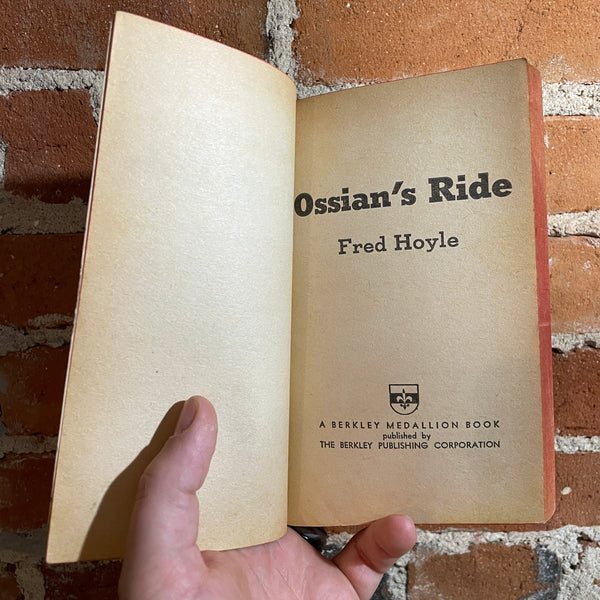 Ossian's Ride
Fred Hoyle
A BERKLEY MEDALLION BOOK
published by
THE BERKLEY PUBLISHING CORPORATION